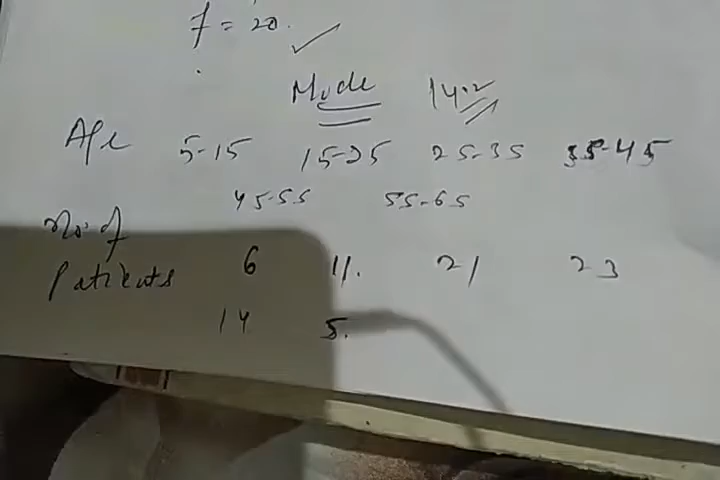 f = 20.
Mode 14.2
Age 5-15 15-25 25-35 35-45
45-55 55-65
No. of
Patients 6 11. 21 23
14 5.